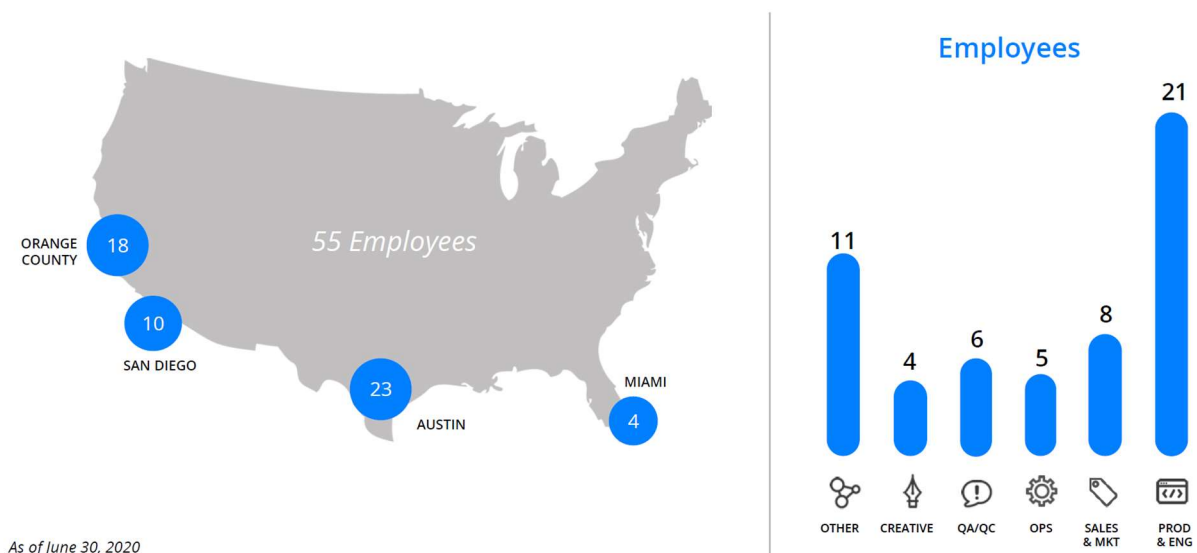 55 Employees
ORANGE
COUNTY
18
10
SAN DIEGO
23
AUSTIN
MIAMI
4
As of June 30, 2020
Employees
11
4
6
5
8
21
OTHER
CREATIVE
QA/QC
OPS
SALES
& MKT
PROD
& ENG